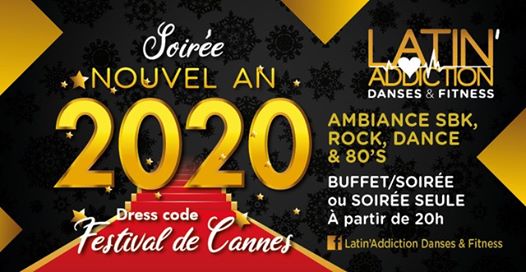 Soirée
NOUVEL AN
2020
Dress code
Festival de Cannes
LATIN'
ADDICTION
DANSES & FITNESS
AMBIANCE SBK,
ROCK, DANCE
& 80'S
BUFFET/SOIRÉE
ou SOIRÉE SEULE
À partir de 20h
f Latin'Addiction Danses & Fitness